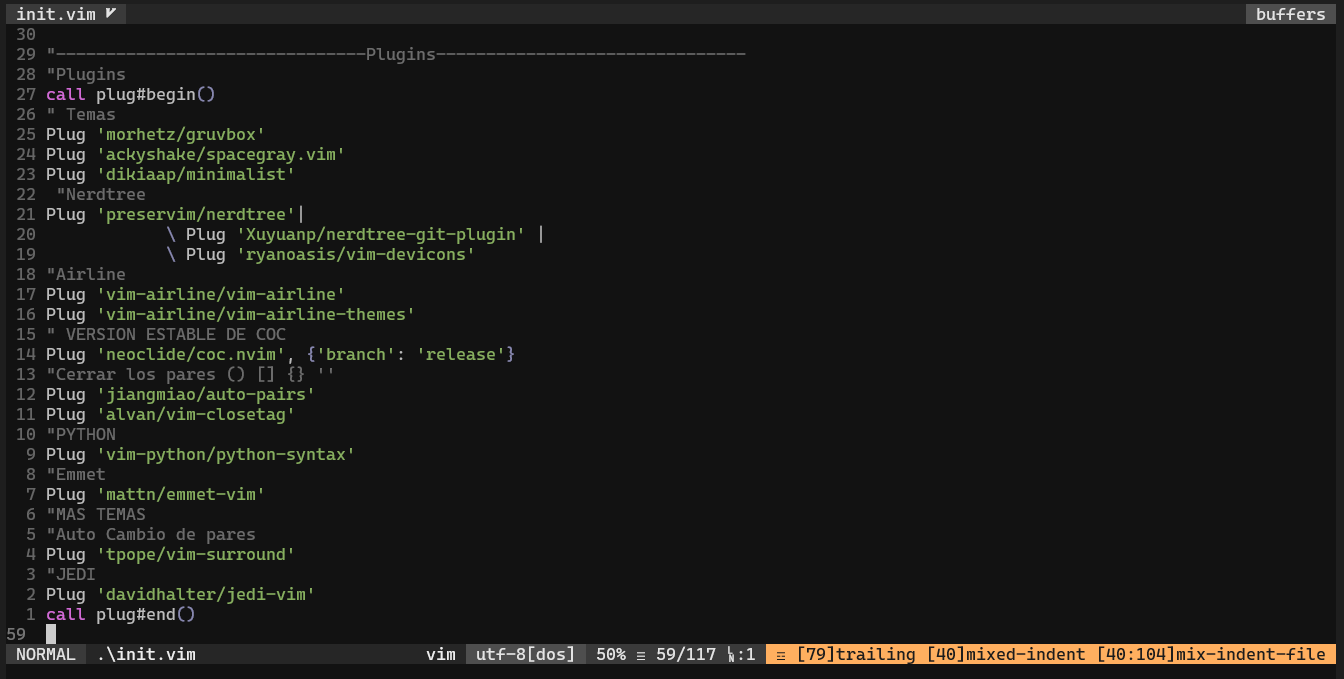 init.vim buffers
30
29 "-------------------------------Plugins-------------------------------
28 "Plugins
27 call plug#begin()
26 " Temas
25 Plug 'morhetz/gruvbox'
24 Plug 'ackyshake/spacegray.vim'
23 Plug 'dikiaap/minimalist'
22  "Nerdtree
21 Plug 'preservim/nerdtree'|
20             \ Plug 'Xuyuanp/nerdtree-git-plugin' |
19             \ Plug 'ryanoasis/vim-devicons'
18 "Airline
17 Plug 'vim-airline/vim-airline'
16 Plug 'vim-airline/vim-airline-themes'
15 " VERSION ESTABLE DE COC
14 Plug 'neoclide/coc.nvim', {'branch': 'release'}
13 "Cerrar los pares () [] {} ''
12 Plug 'jiangmiao/auto-pairs'
11 Plug 'alvan/vim-closetag'
10 "PYTHON
9 Plug 'vim-python/python-syntax'
8 "Emmet
7 Plug 'mattn/emmet-vim'
6 "MAS TEMAS
5 "Auto Cambio de pares
4 Plug 'tpope/vim-surround'
3 "JEDI
2 Plug 'davidhalter/jedi-vim'
1 call plug#end()
59
NORMAL .\init.vim vim utf-8[dos] 50% ☰ 59/117 ㏑:1 ☲ [79]trailing [40]mixed-indent [40:104]mix-indent-file